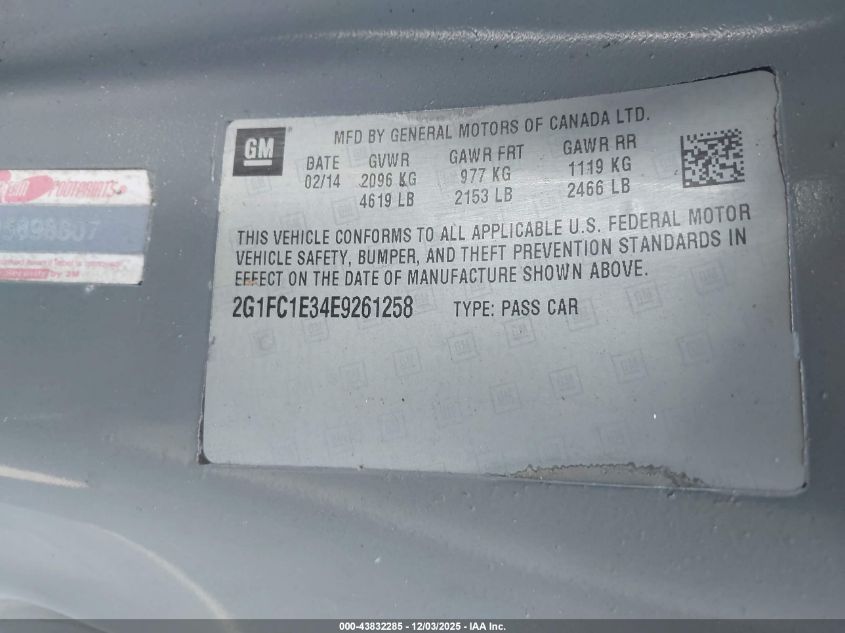 GM
MFD BY GENERAL MOTORS OF CANADA LTD.
DATE GVWR GAWR FRT GAWR RR
02/14 2096 KG 977 KG 1119 KG
4619 LB 2153 LB 2466 LB
THIS VEHICLE CONFORMS TO ALL APPLICABLE U.S. FEDERAL MOTOR
VEHICLE SAFETY, BUMPER, AND THEFT PREVENTION STANDARDS IN
EFFECT ON THE DATE OF MANUFACTURE SHOWN ABOVE.
2G1FC1E34E9261258 TYPE: PASS CAR
000-43832285 - 12/03/2025 - IAA Inc.